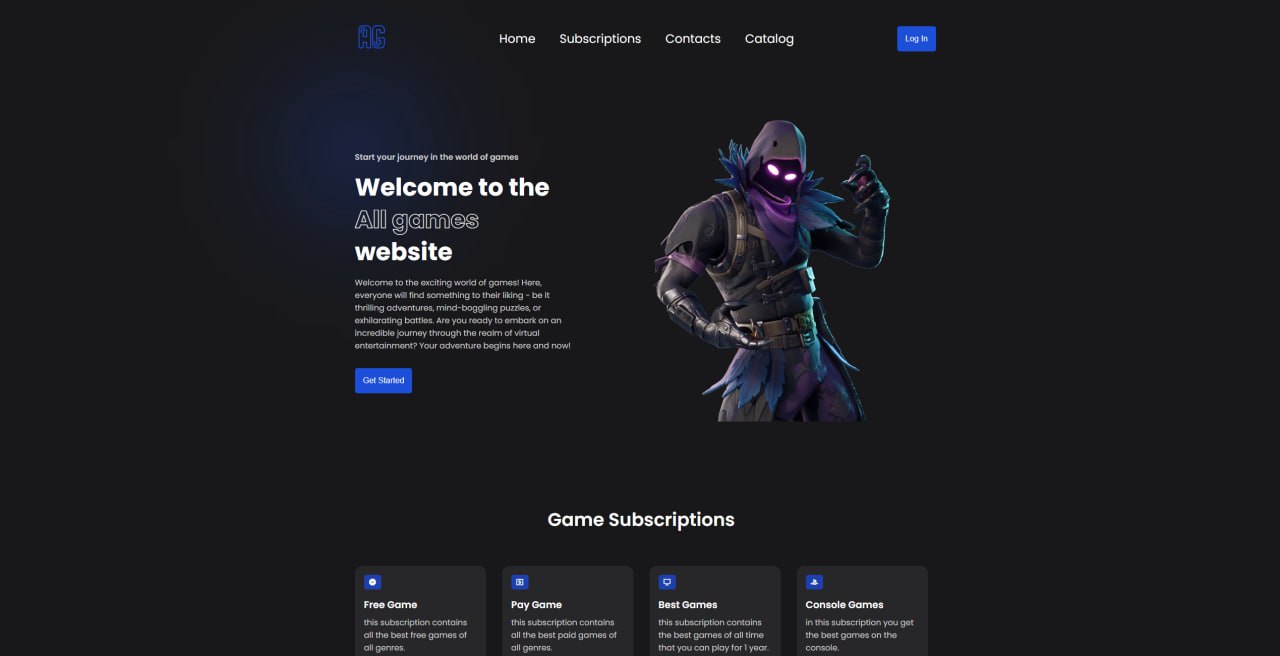 AG
Home Subscriptions Contacts Catalog
Log In
Start your journey in the world of games
Welcome to the
All games
website
Welcome to the exciting world of games! Here,
everyone will find something to their liking - be it
thrilling adventures, mind-boggling puzzles, or
exhilarating battles. Are you ready to embark on an
incredible journey through the realm of virtual
entertainment? Your adventure begins here and now!
Get Started
Game Subscriptions
Free Game
this subscription contains
all the best free games of
all genres.
Pay Game
this subscription contains
all the best paid games of
all genres.
Best Games
this subscription contains
the best games of all time
that you can play for 1 year.
Console Games
in this subscription you get
the best games on the
console.